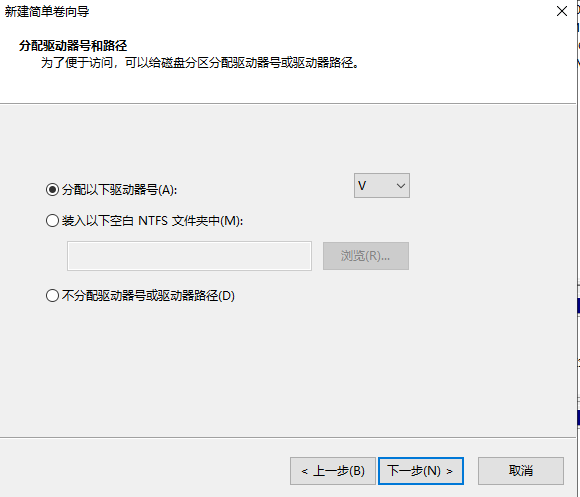 新建简单卷向导
分配驱动器号和路径
为了便于访问，可以给磁盘分区分配驱动器号或驱动器路径。
分配以下驱动器号(A): V
装入以下空白 NTFS 文件夹中(M):
浏览(R)...
不分配驱动器号或驱动器路径(D)
< 上一步(B) 下一步(N) > 取消